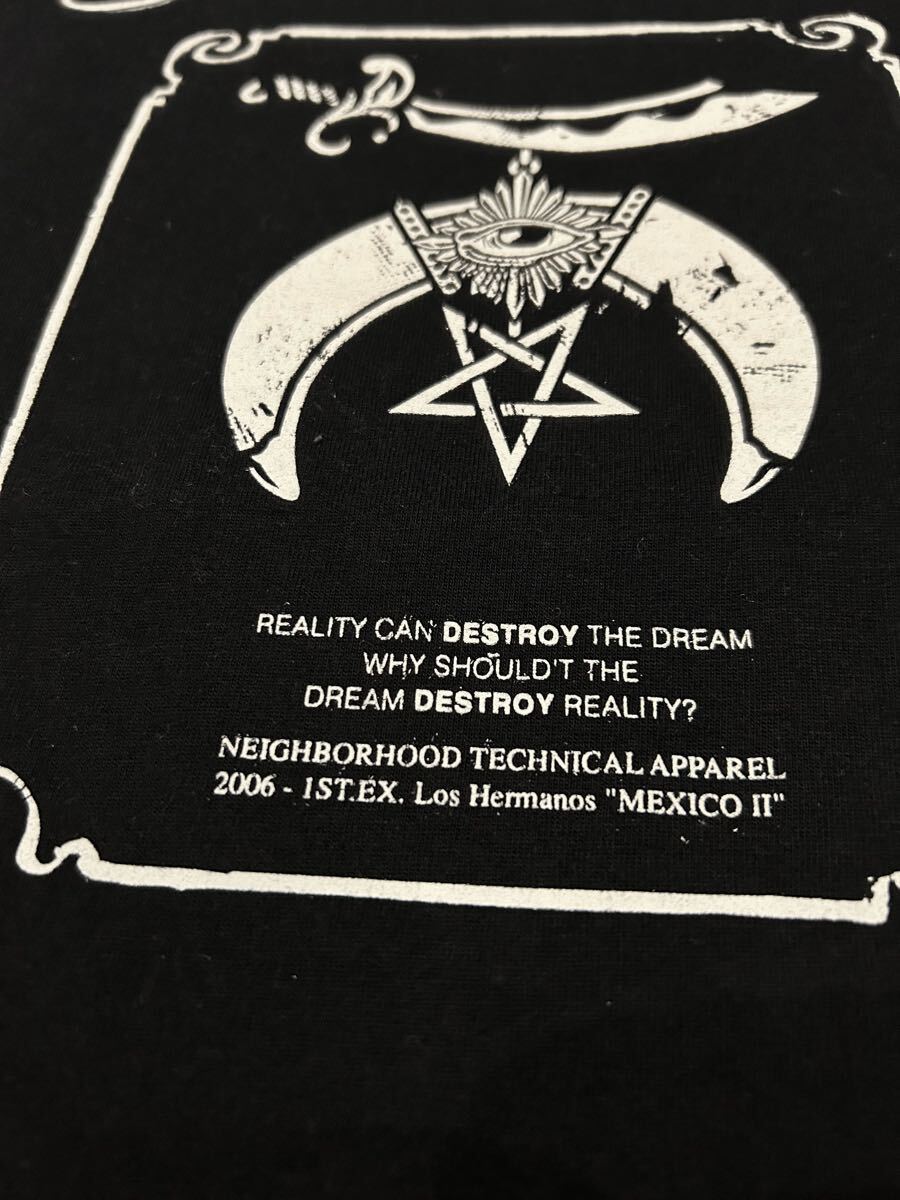 REALITY CAN DESTROY THE DREAM
WHY SHOULD'T THE
DREAM DESTROY REALITY?
NEIGHBORHOOD TECHNICAL APPAREL
2006 - 1ST.EX. Los Hermanos "MEXICO II"